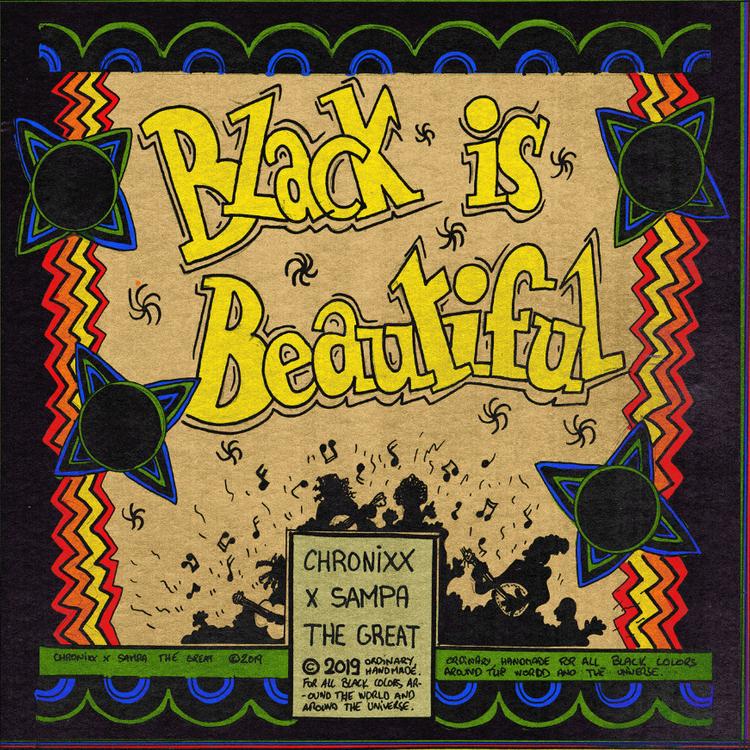 BLack is
Beautiful
CHRONiXX
X SAMPA
THE GREAT
© 2019 ORDINARY,
HANDMADE.
FOR ALL BLACK COLORS AR-
-OUND THE WORLD AND
AROUND THE UNIVERSE.
CHRONiXX X SAMPA THE GREAT ©2019
ORDINARY, HANDMADE FOR ALL BLACK COLORS
AROUND THE WORLD AND THE UNIVERSE.